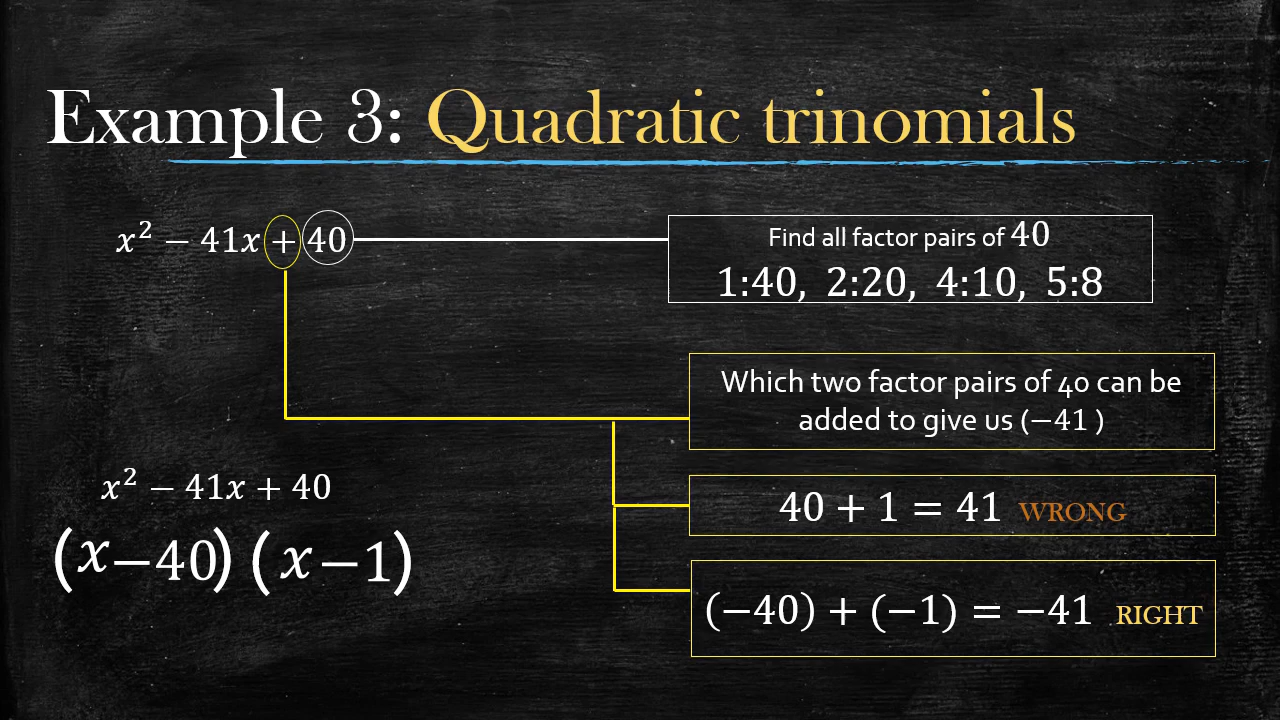 Example 3: Quadratic trinomials
x² − 41x + 40
Find all factor pairs of 40
1:40, 2:20, 4:10, 5:8
Which two factor pairs of 40 can be
added to give us (−41 )
40 + 1 = 41 WRONG
(−40) + (−1) = −41 RIGHT
x² − 41x + 40
(x−40) (x−1)